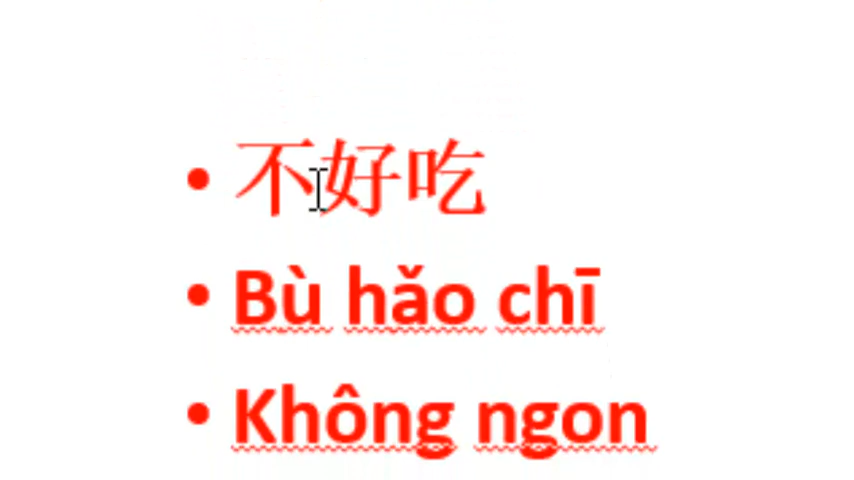 • 不好吃
• Bù hǎo chī
• Không ngon